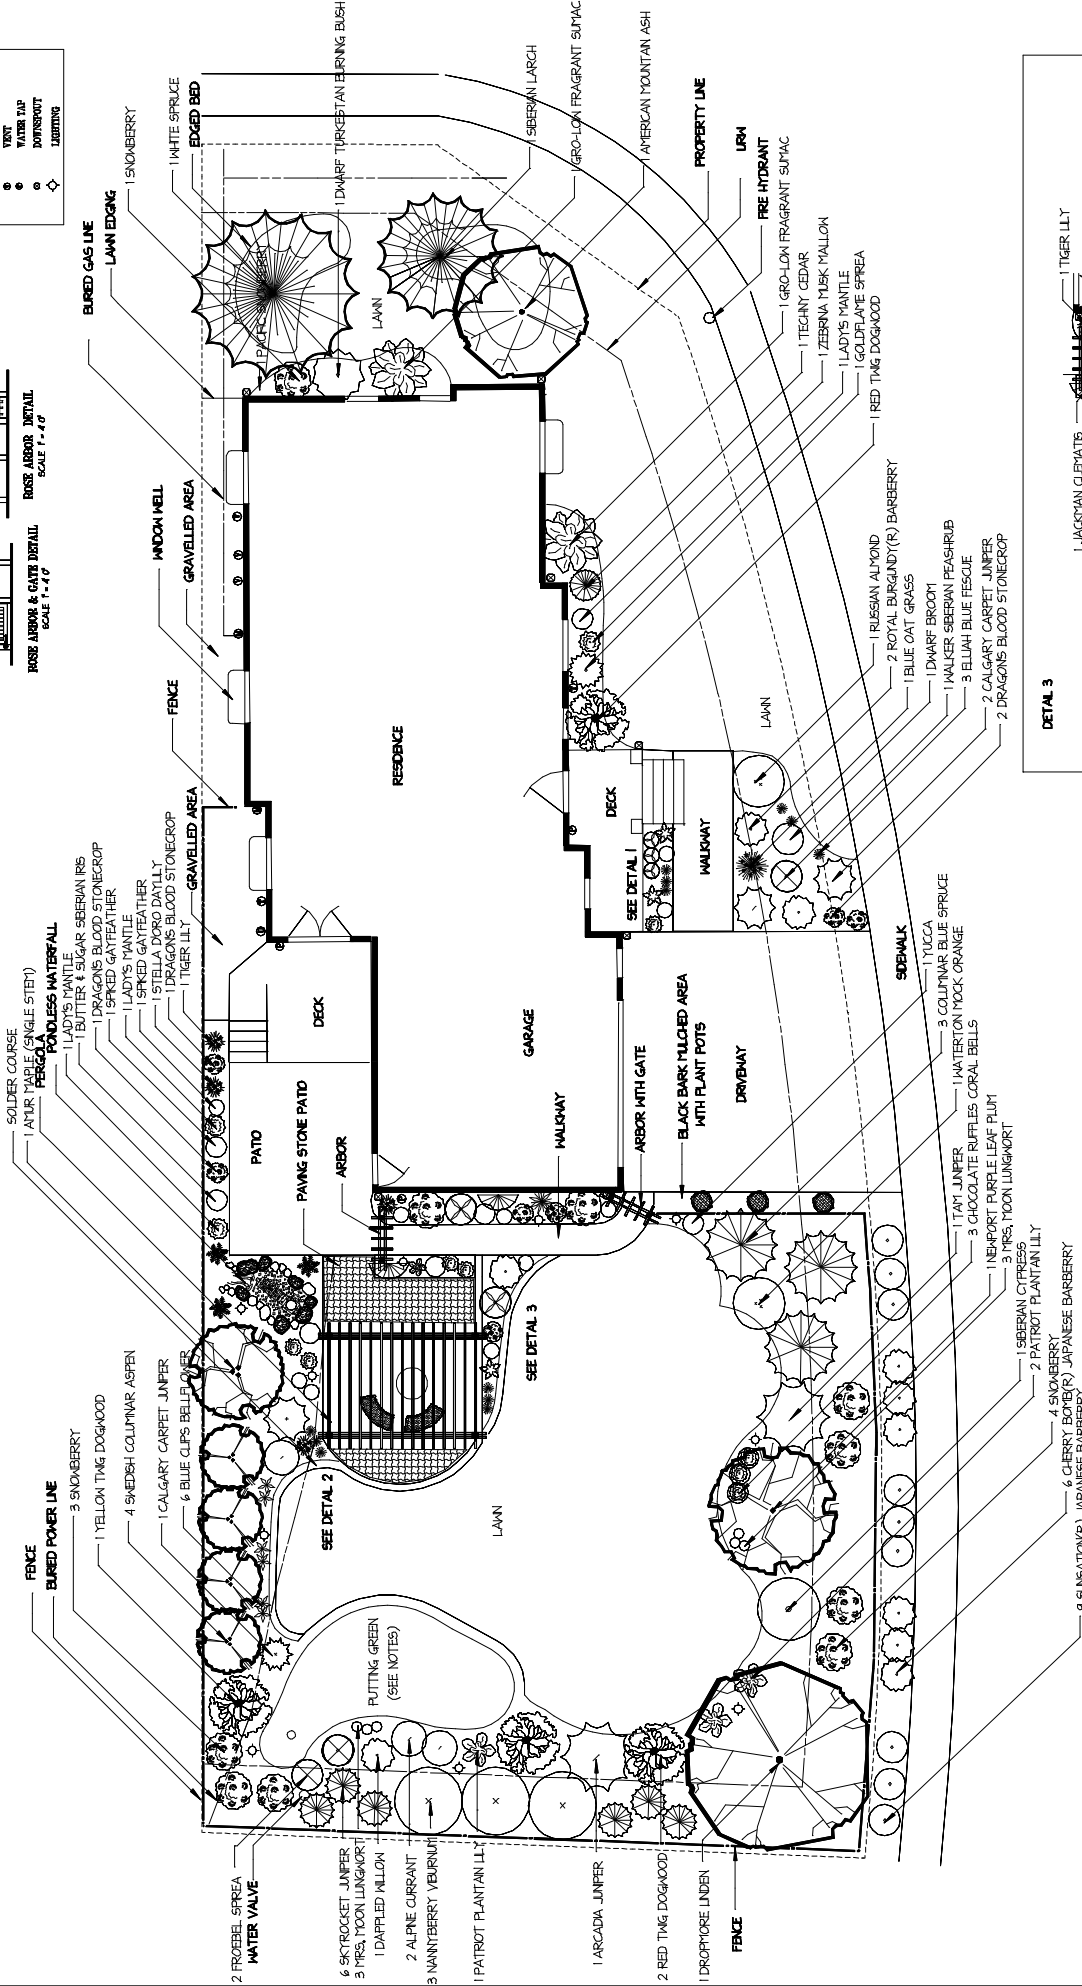 VENT
WATER TAP
DOWNSPOUT
LIGHTING
ROSE ARBOR DETAIL
SCALE 1" = 4'0"
ROSE ARBOR & GATE DETAIL
SCALE 1" = 4'0"
1 SNOWBERRY
1 WHITE SPRUCE
EDGED BED
1 DWARF TURKESTAN BURNING BUSH
1 SIBERIAN LARCH
1 GRO-LOW FRAGRANT SUMAC
1 AMERICAN MOUNTAIN ASH
BURIED GAS LINE
LAWN EDGING
PROPERTY LINE
URW
FIRE HYDRANT
1 GRO-LOW FRAGRANT SUMAC
1 TECHNY CEDAR
1 ZEBRINA MUSK MALLOW
1 LADY'S MANTLE
1 GOLDFLAME SPIREA
1 RED TWIG DOGWOOD
LAWN
WINDOW WELL
GRAVELLED AREA
FENCE
RESIDENCE
GRAVELLED AREA
1 RUSSIAN ALMOND
2 ROYAL BURGUNDY(R) BARBERRY
1 BLUE OAT GRASS
1 DWARF BROOM
1 WALKER SIBERIAN PEASHRUB
3 ELIJAH BLUE FESCUE
2 CALGARY CARPET JUNIPER
2 DRAGON'S BLOOD STONECROP
LAWN
DECK
SEE DETAIL 1
WALKWAY
SIDEWALK
SOLDIER COURSE
1 AMUR MAPLE (SINGLE STEM)
PERGOLA
PONDLESS WATERFALL
1 LADY'S MANTLE
1 BUTTER & SUGAR SIBERIAN IRIS
1 DRAGON'S BLOOD STONECROP
1 SPIKED GAYFEATHER
1 LADY'S MANTLE
1 SPIKED GAYFEATHER
1 STELLA D'ORO DAYLILY
1 DRAGON'S BLOOD STONECROP
1 TIGER LILY
DECK
GARAGE
PATIO
PAVING STONE PATIO
ARBOR
WALKWAY
ARBOR WITH GATE
BLACK BARK MULCHED AREA
WITH PLANT POTS
DRIVEWAY
1 YUCCA
3 COLUMNAR BLUE SPRUCE
1 WATERTON MOCK ORANGE
1 TAM JUNIPER
3 CHOCOLATE RUFFLES CORAL BELLS
1 NEWPORT PURPLE LEAF PLUM
3 MRS. MOON LUNGWORT
1 SIBERIAN CYPRESS
2 PATRIOT PLANTAIN LILY
4 SNOWBERRY
6 CHERRY BOMB(R) JAPANESE BARBERRY
FENCE
BURIED POWER LINE
3 SNOWBERRY
1 YELLOW TWIG DOGWOOD
4 SWEDISH COLUMNAR ASPEN
1 CALGARY CARPET JUNIPER
6 BLUE CLIPS BELLFLOWER
SEE DETAIL 2
SEE DETAIL 3
LAWN
PUTTING GREEN
(SEE NOTES)
2 FROEBEL SPIREA
WATER VALVE
6 SKYROCKET JUNIPER
3 MRS. MOON LUNGWORT
1 DAPPLED WILLOW
2 ALPINE CURRANT
3 NANNYBERRY VIBURNUM
1 PATRIOT PLANTAIN LILY
1 ARCADIA JUNIPER
2 RED TWIG DOGWOOD
1 DROPMORE LINDEN
FENCE
1 TIGER LILY
1 JACKMAN CLEMATIS
DETAIL 3